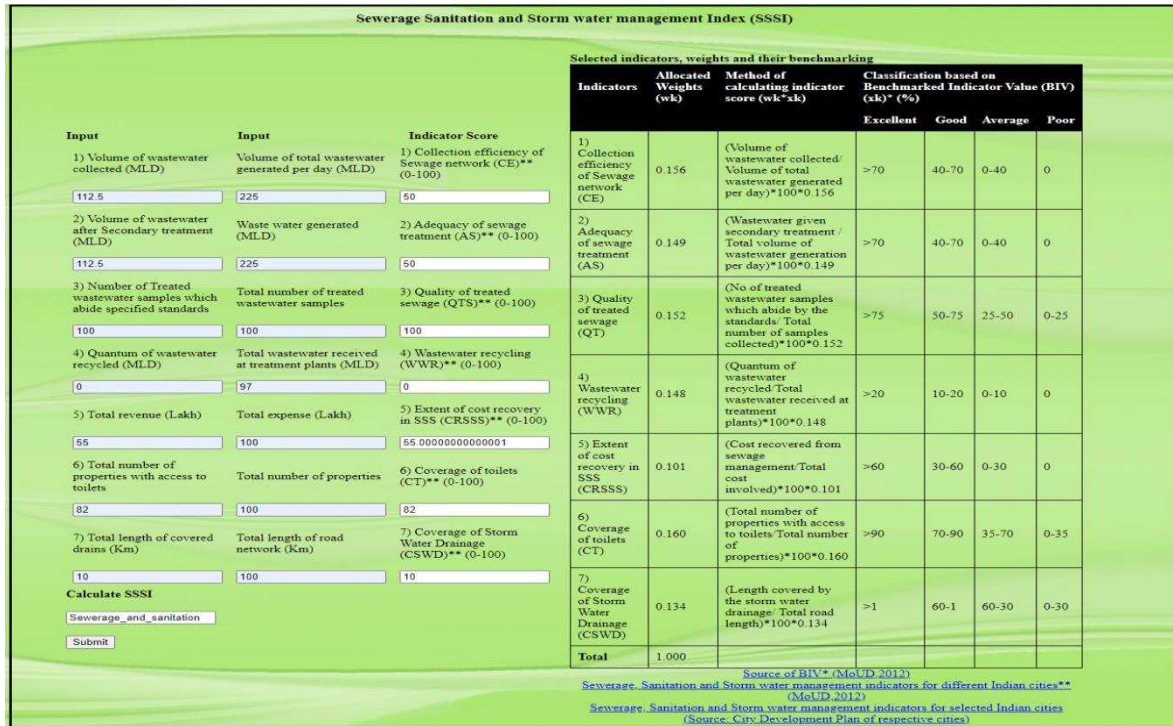 Sewerage Sanitation and Storm water management Index (SSSI)
Input
Input
Indicator Score
1) Volume of wastewater
collected (MLD)
Volume of total wastewater
generated per day (MLD)
1) Collection efficiency of
Sewage network (CE)**
(0-100)
112.5
225
50
2) Volume of wastewater
after Secondary treatment
(MLD)
Waste water generated
(MLD)
2) Adequacy of sewage
treatment (AS)** (0-100)
112.5
225
50
3) Number of Treated
wastewater samples which
abide specified standards
Total number of treated
wastewater samples
3) Quality of treated
sewage (QTS)** (0-100)
100
100
100
4) Quantum of wastewater
recycled (MLD)
Total wastewater received
at treatment plants (MLD)
4) Wastewater recycling
(WWR)** (0-100)
0
97
0
5) Total revenue (Lakh)
Total expense (Lakh)
5) Extent of cost recovery
in SSS (CRSSS)** (0-100)
55
100
55.00000000000001
6) Total number of
properties with access to
toilets
Total number of properties
6) Coverage of toilets
(CT)** (0-100)
82
100
82
7) Total length of covered
drains (Km)
Total length of road
network (Km)
7) Coverage of Storm
Water Drainage
(CSWD)** (0-100)
10
100
10
Calculate SSSI
Sewerage_and_sanitation
Submit
Selected indicators, weights and their benchmarking
Indicators
Allocated
Weights
(wk)
Method of
calculating indicator
score (wk*xk)
Classification based on
Benchmarked Indicator Value (BIV)
(xk)* (%)
Excellent Good Average Poor
1)
Collection
efficiency
of Sewage
network
(CE)
0.156
(Volume of
wastewater collected/
Volume of total
wastewater generated
per day)*100*0.156
>70
40-70
0-40
0
2)
Adequacy
of sewage
treatment
(AS)
0.149
(Wastewater given
secondary treatment /
Total volume of
wastewater generation
per day)*100*0.149
>70
40-70
0-40
0
3) Quality
of treated
sewage
(QT)
0.152
(No of treated
wastewater samples
which abide by the
standards/ Total
number of samples
collected)*100*0.152
>75
50-75
25-50
0-25
4)
Wastewater
recycling
(WWR)
0.148
(Quantum of
wastewater
recycled/Total
wastewater received at
treatment
plants)*100*0.148
>20
10-20
0-10
0
5) Extent
of cost
recovery in
SSS
(CRSSS)
0.101
(Cost recovered from
sewage
management/Total
cost
involved)*100*0.101
>60
30-60
0-30
0
6)
Coverage
of toilets
(CT)
0.160
(Total number of
properties with access
to toilets/Total number
of
properties)*100*0.160
>90
70-90
35-70
0-35
7)
Coverage
of Storm
Water
Drainage
(CSWD)
0.134
(Length covered by
the storm water
drainage/ Total road
length)*100*0.134
>1
60-1
60-30
0-30
Total
1.000
Source of BIV* (MoUD,2012)
Sewerage, Sanitation and Storm water management indicators for different Indian cities**
(MoUD,2012)
Sewerage, Sanitation and Storm water management indicators for selected Indian cities
(Source: City Development Plan of respective cities)